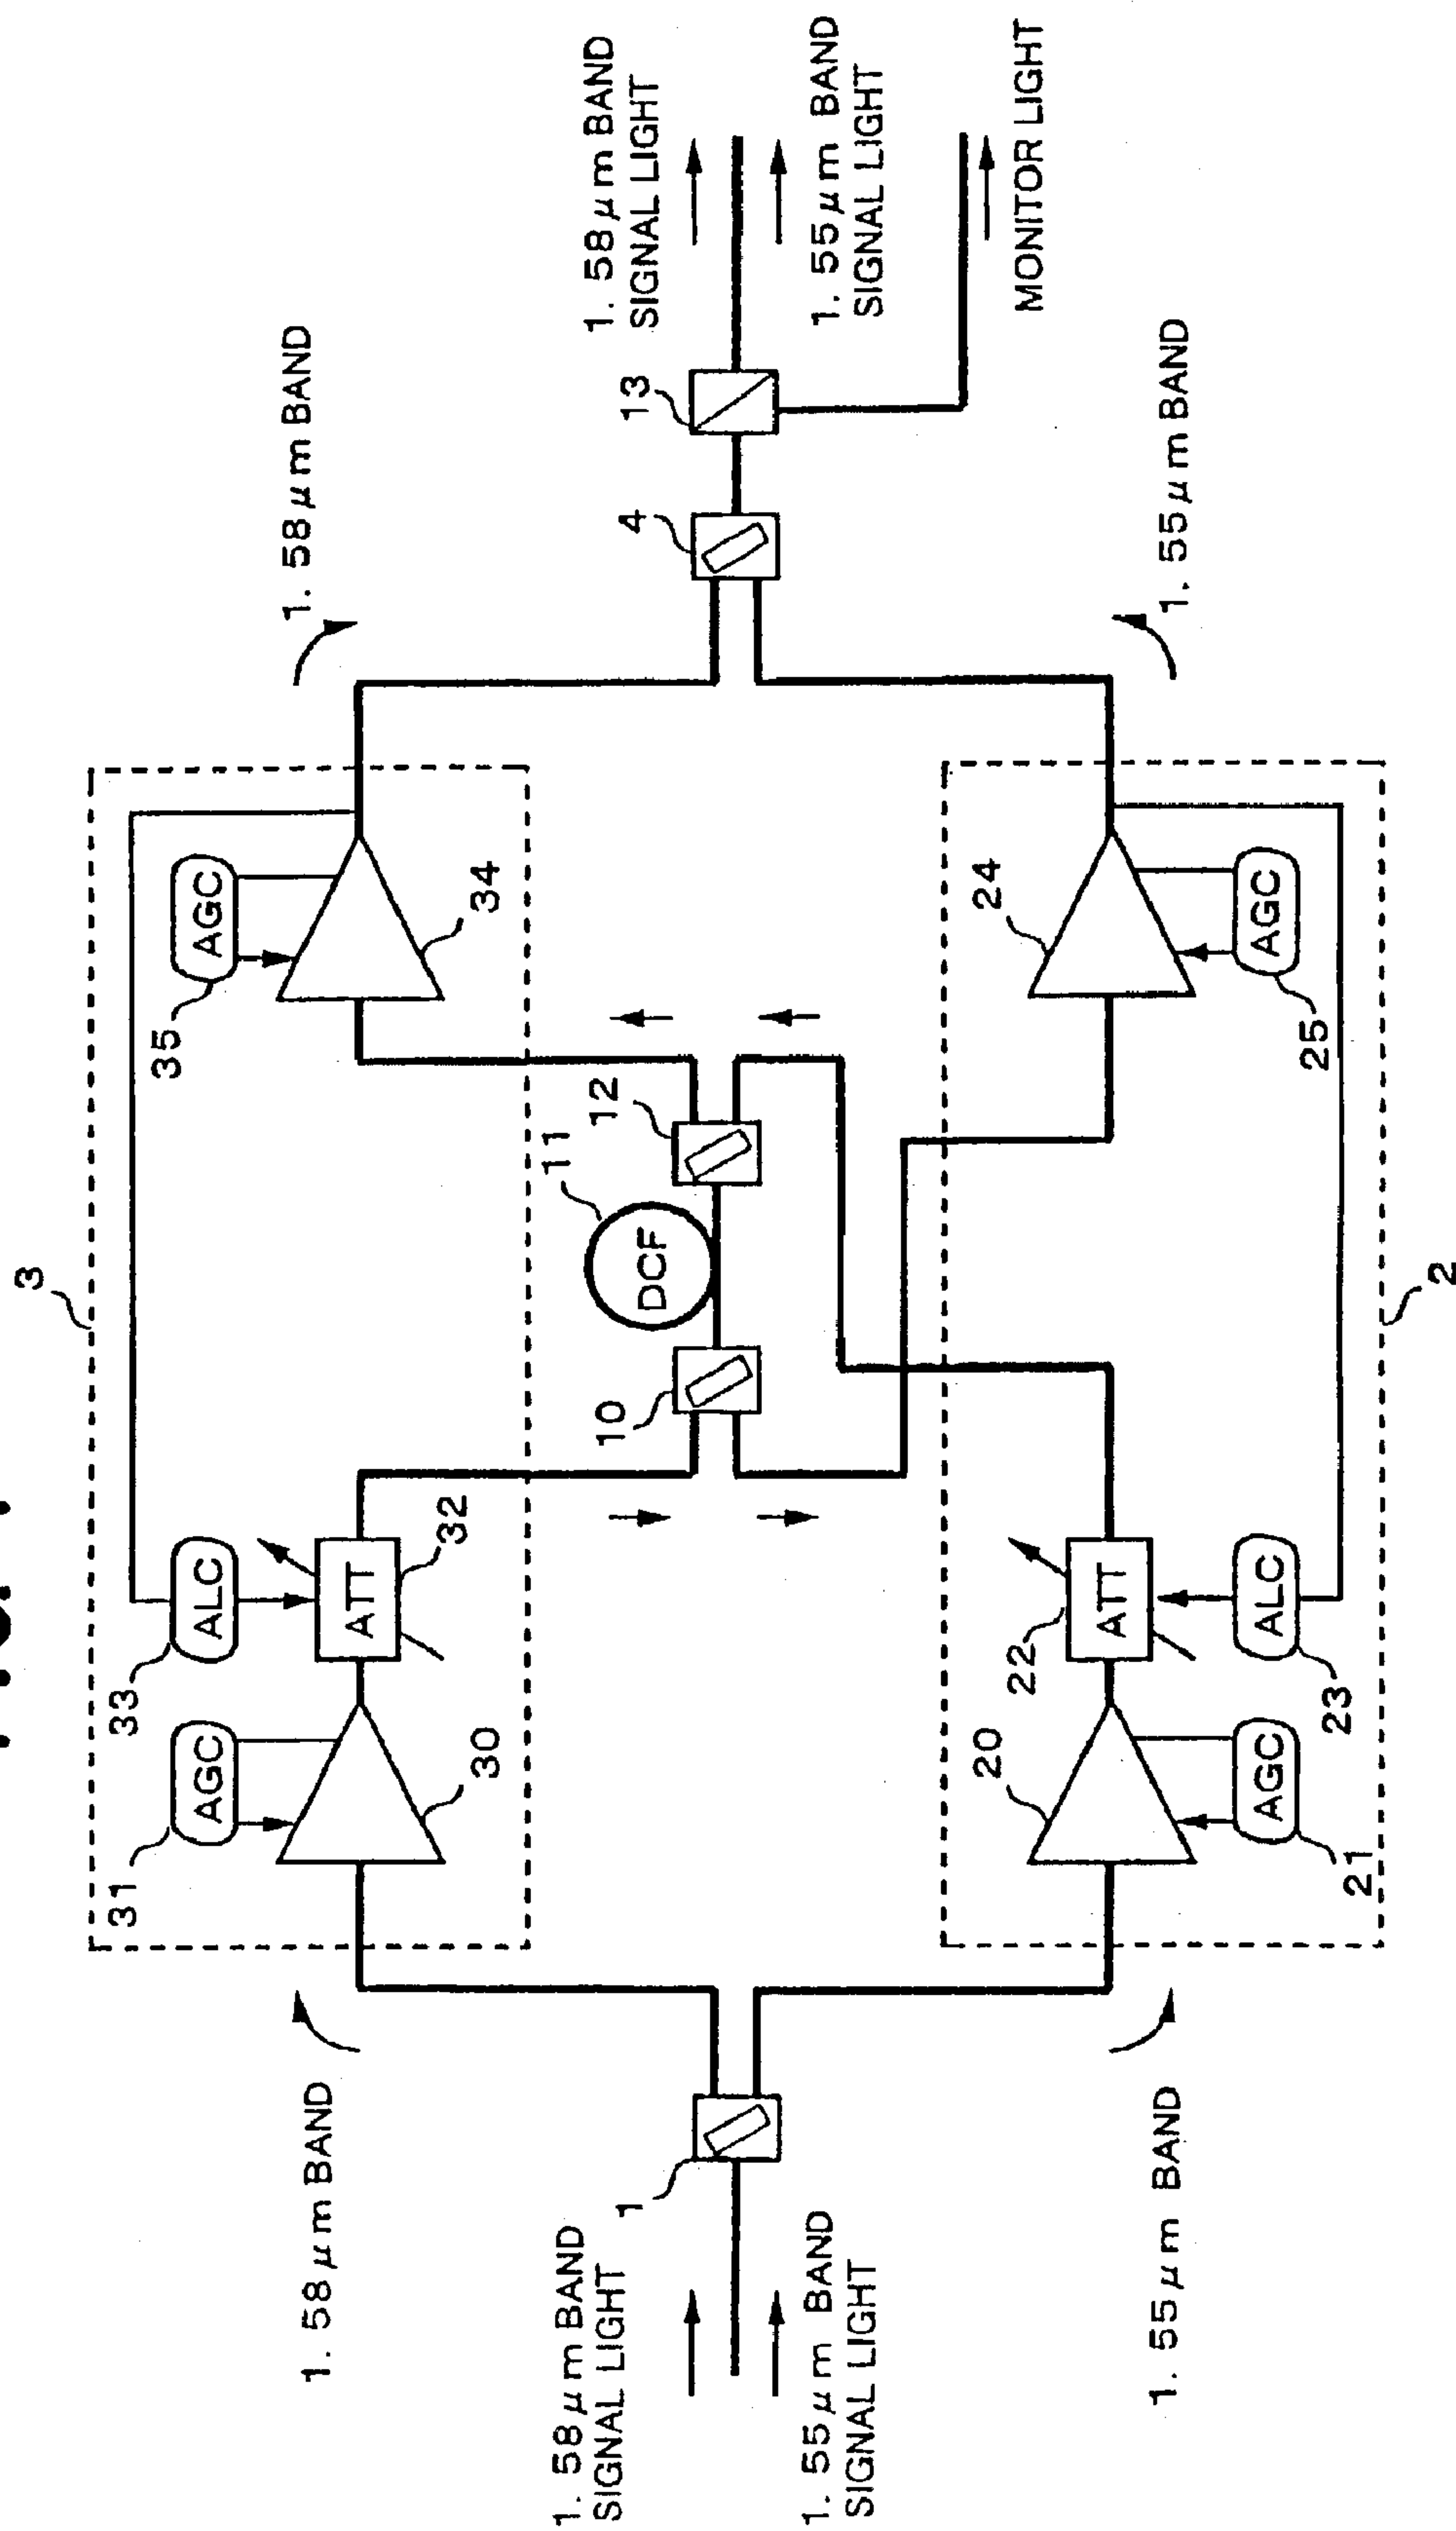 3
1. 58μm BAND
1. 58μm BAND
31
AGC
33
ALC
35
AGC
30
ATT
32
34
1. 58μm BAND
SIGNAL LIGHT
1. 55μm BAND
SIGNAL LIGHT
1
10
11
DCF
12
4
13
1. 58μm BAND
SIGNAL LIGHT
1. 55μm BAND
SIGNAL LIGHT
MONITOR LIGHT
20
22
ATT
24
1. 55μm BAND
1. 55μm BAND
21
AGC
23
ALC
25
AGC
2